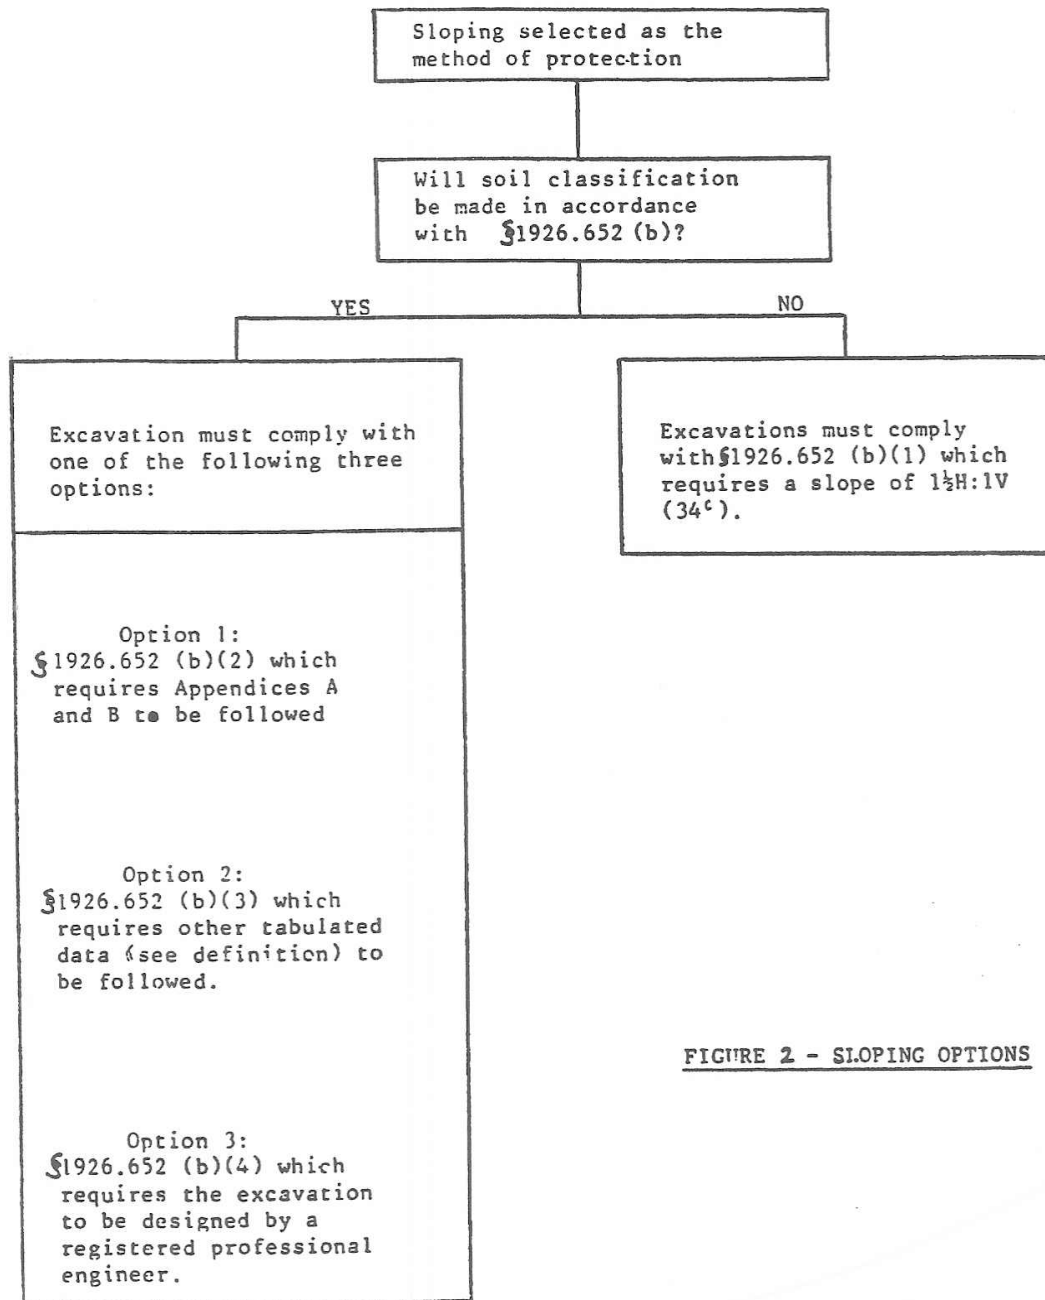 Sloping selected as the
method of protection
Will soil classification
be made in accordance
with §1926.652 (b)?
YES
NO
Excavation must comply with
one of the following three
options:
Excavations must comply
with §1926.652 (b)(1) which
requires a slope of 1½H:1V
(34°).
Option 1:
§1926.652 (b)(2) which
requires Appendices A
and B to be followed
Option 2:
§1926.652 (b)(3) which
requires other tabulated
data (see definition) to
be followed.
Option 3:
§1926.652 (b)(4) which
requires the excavation
to be designed by a
registered professional
engineer.
FIGURE 2 - SLOPING OPTIONS